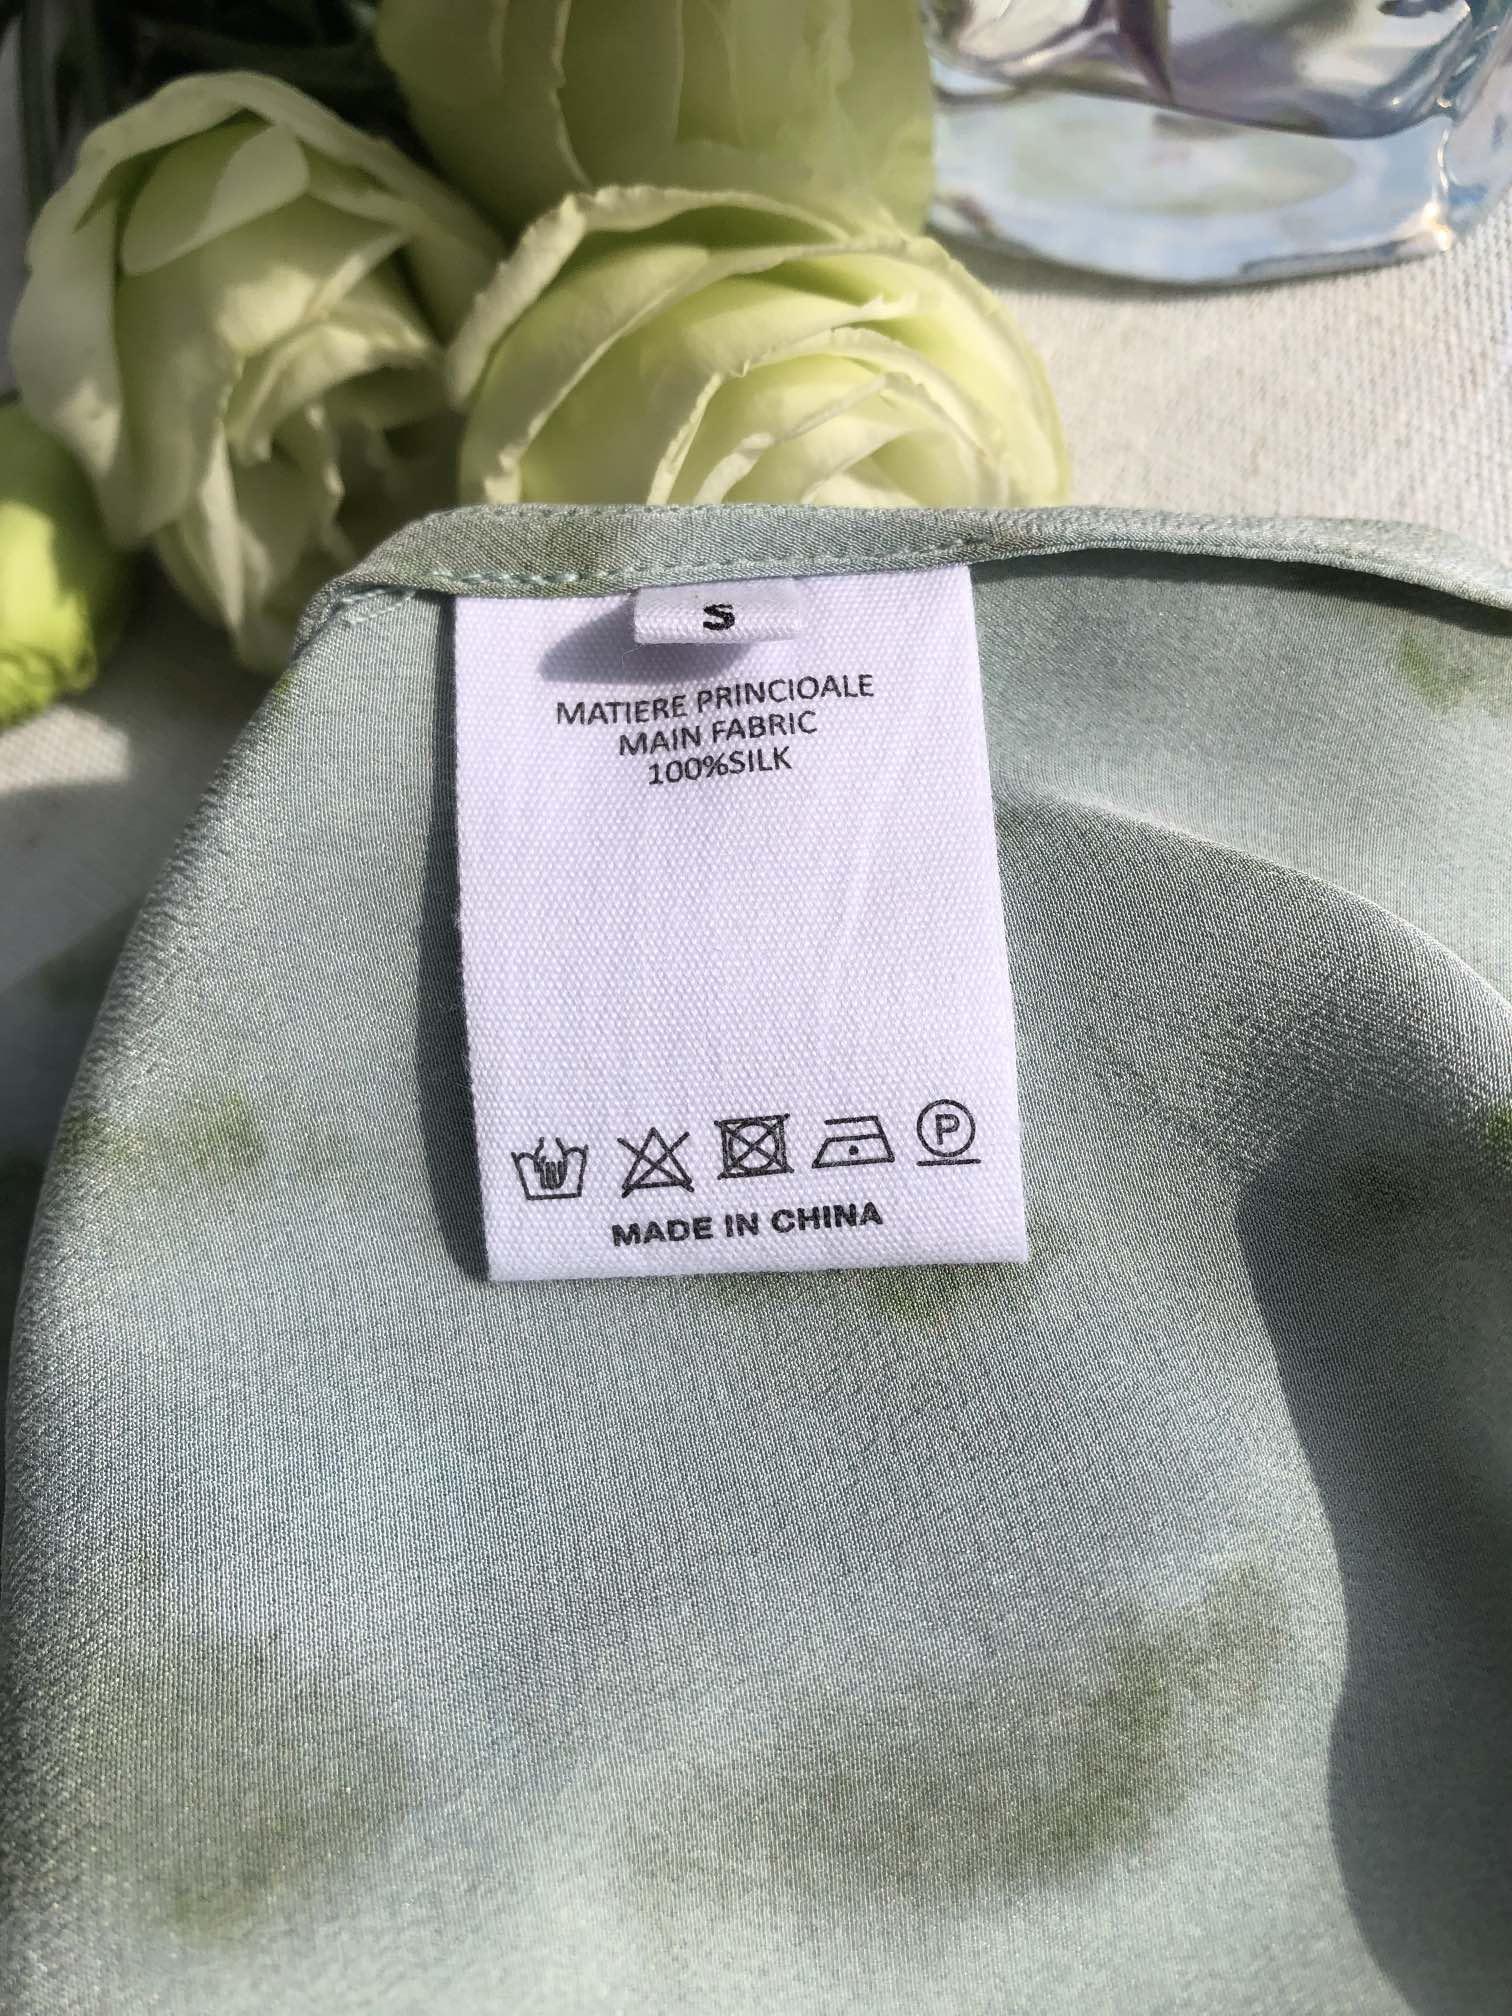 S
MATIERE PRINCIOALE
MAIN FABRIC
100%SILK
P
MADE IN CHINA